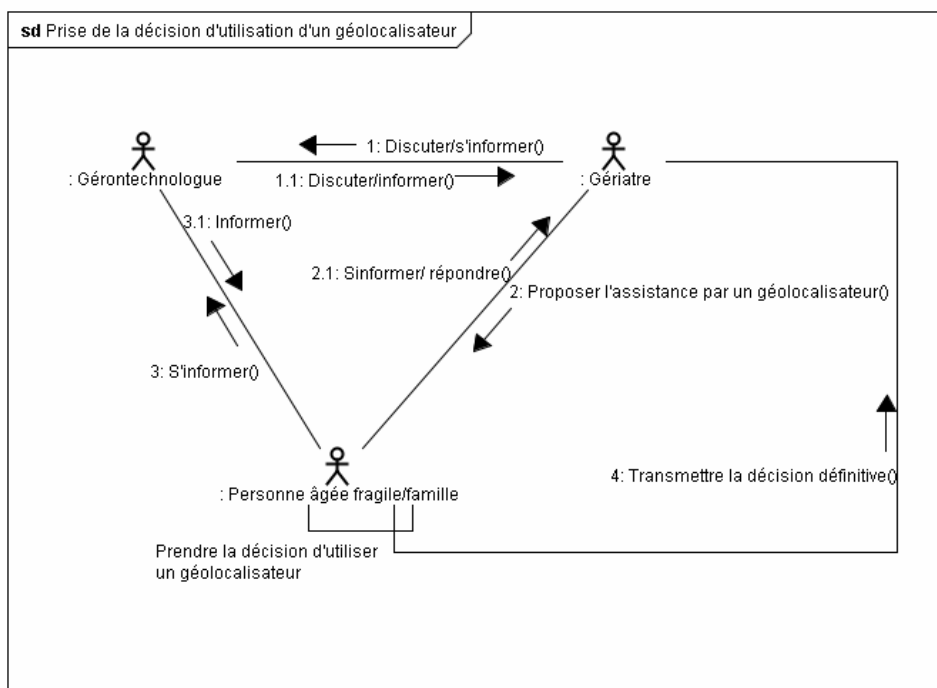 sd Prise de la décision d'utilisation d'un géolocalisateur
1: Discuter/s'informer()
: Gérontechnologue
1.1: Discuter/informer()
: Gériatre
3.1: Informer()
2.1: Sinformer/ répondre()
2: Proposer l'assistance par un géolocalisateur()
3: S'informer()
4: Transmettre la décision définitive()
: Personne âgée fragile/famille
Prendre la décision d'utiliser
un géolocalisateur